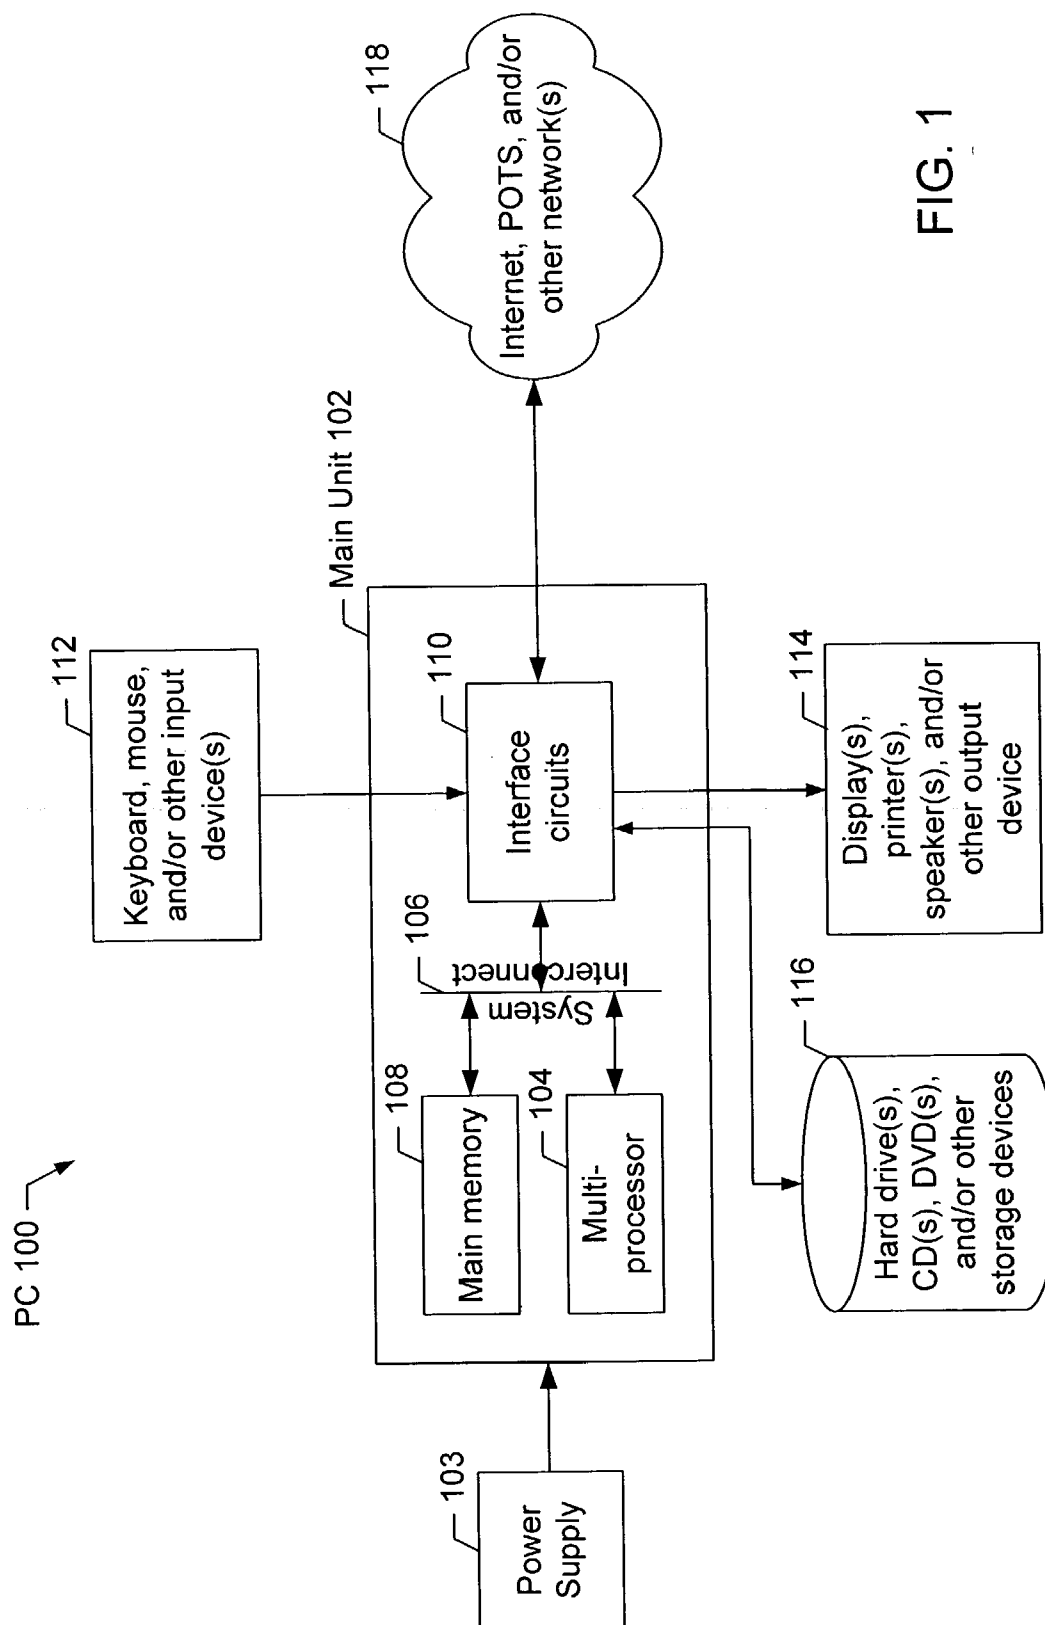 PC 100
112
Keyboard, mouse,
and/or other input
device(s)
Main Unit 102
118
Internet, POTS, and/or
other network(s)
103
Power
Supply
108
Main memory
104
Multi-
processor
106
System
Interconnect
110
Interface
circuits
116
Hard drive(s),
CD(s), DVD(s),
and/or other
storage devices
114
Display(s),
printer(s),
speaker(s), and/or
other output
device
FIG. 1